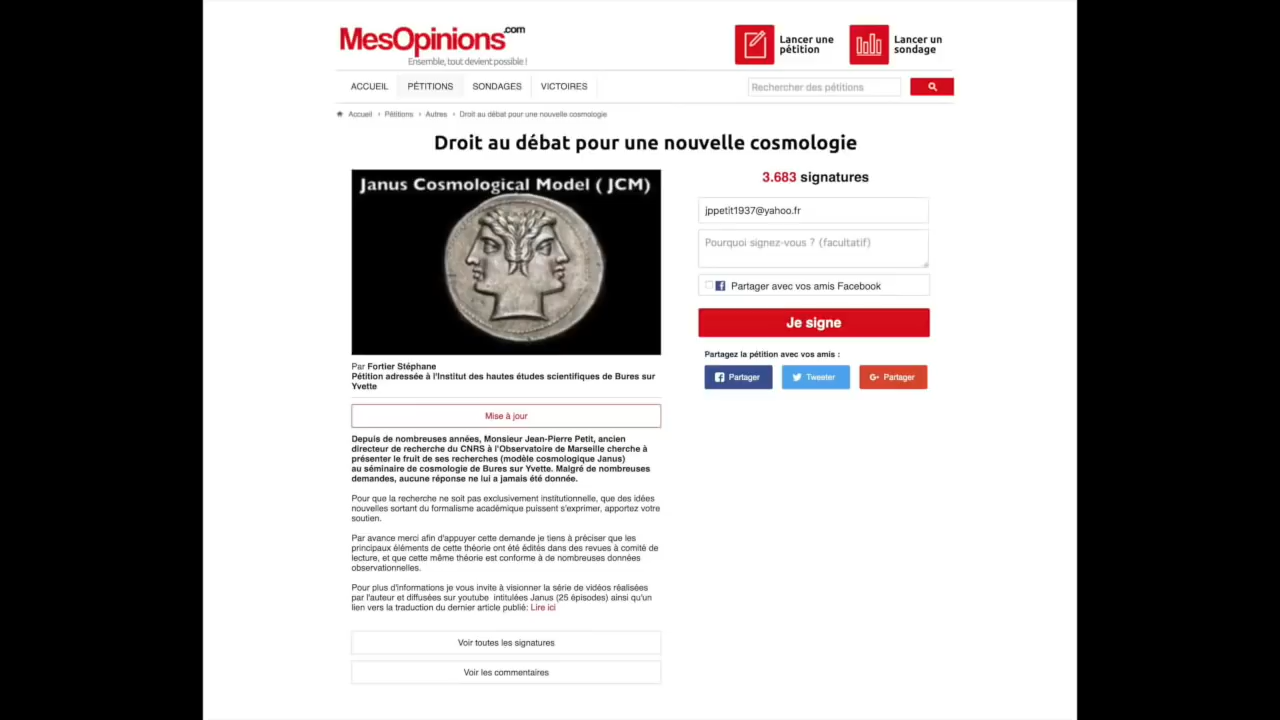 MesOpinions.com
Ensemble, tout devient possible !
Lancer une
pétition
Lancer un
sondage
ACCUEIL
PÉTITIONS
SONDAGES
VICTOIRES
Rechercher des pétitions
Accueil › Pétitions › Autres › Droit au débat pour une nouvelle cosmologie
Droit au débat pour une nouvelle cosmologie
Janus Cosmological Model ( JCM)
Par Fortier Stéphane
Pétition adressée à l'Institut des hautes études scientifiques de Bures sur
Yvette
Mise à jour
Depuis de nombreuses années, Monsieur Jean-Pierre Petit, ancien
directeur de recherche du CNRS à l'Observatoire de Marseille cherche à
présenter le fruit de ses recherches (modèle cosmologique Janus)
au séminaire de cosmologie de Bures sur Yvette. Malgré de nombreuses
demandes, aucune réponse ne lui a jamais été donnée.
Pour que la recherche ne soit pas exclusivement institutionnelle, que des idées
nouvelles sortant du formalisme acadèmique puissent s'exprimer, apportez votre
soutien.
Par avance merci afin d'appuyer cette demande je tiens à préciser que les
principaux éléments de cette théorie ont été édités dans des revues à comité de
lecture, et que cette même théorie est conforme à de nombreuses données
observationnelles.
Pour plus d'informations je vous invite à visionner la série de vidéos réalisées
par l'auteur et diffusées sur youtube intitulées Janus (25 épisodes) ainsi qu'un
lien vers la traduction du dernier article publié: Lire ici
Voir toutes les signatures
Voir les commentaires
3.683 signatures
jppetit1937@yahoo.fr
Pourquoi signez-vous ? (facultatif)
Partager avec vos amis Facebook
Je signe
Partagez la pétition avec vos amis :
Partager
Tweeter
G+ Partager